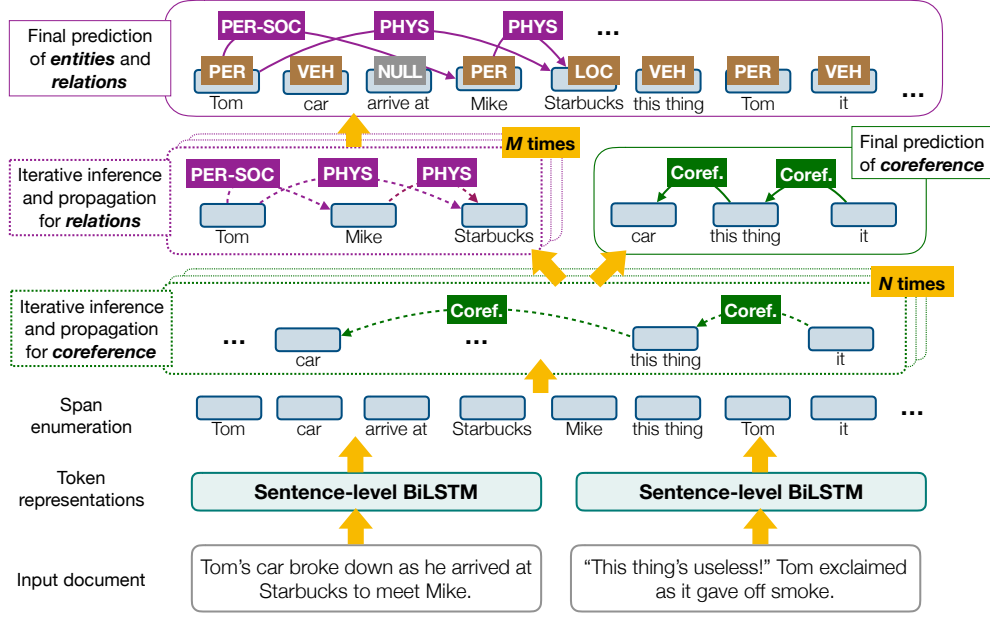 Final prediction
of entities and
relations
PER-SOC
PHYS
PHYS
...
PER
VEH
NULL
PER
LOC
VEH
PER
VEH
Tom
car
arrive at
Mike
Starbucks
this thing
Tom
it
...
M times
Iterative inference
and propagation
for relations
PER-SOC
PHYS
PHYS
Tom
Mike
Starbucks
Final prediction
of coreference
Coref.
Coref.
car
this thing
it
N times
Iterative inference
and propagation
for coreference
Coref.
Coref.
...
car
...
this thing
it
Span
enumeration
Tom
car
arrive at
Starbucks
Mike
this thing
Tom
it
...
Token
representations
Sentence-level BiLSTM
Sentence-level BiLSTM
Input document
Tom's car broke down as he arrived at
Starbucks to meet Mike.
“This thing's useless!” Tom exclaimed
as it gave off smoke.